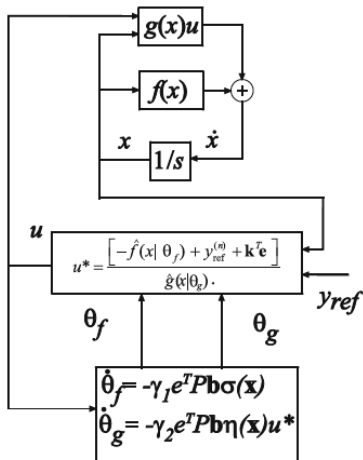 g(x)u
f(x)
+
x
ẋ
1/s
u
u* = [-f̂(x| θ_f) + y_ref^(n) + k^T e] / ĝ(x|θ_g) .
y_ref
θ_f
θ_g
θ̇_f = -γ_1 e^T Pbσ(x)
θ̇_g = -γ_2 e^T Pbη(x)u*